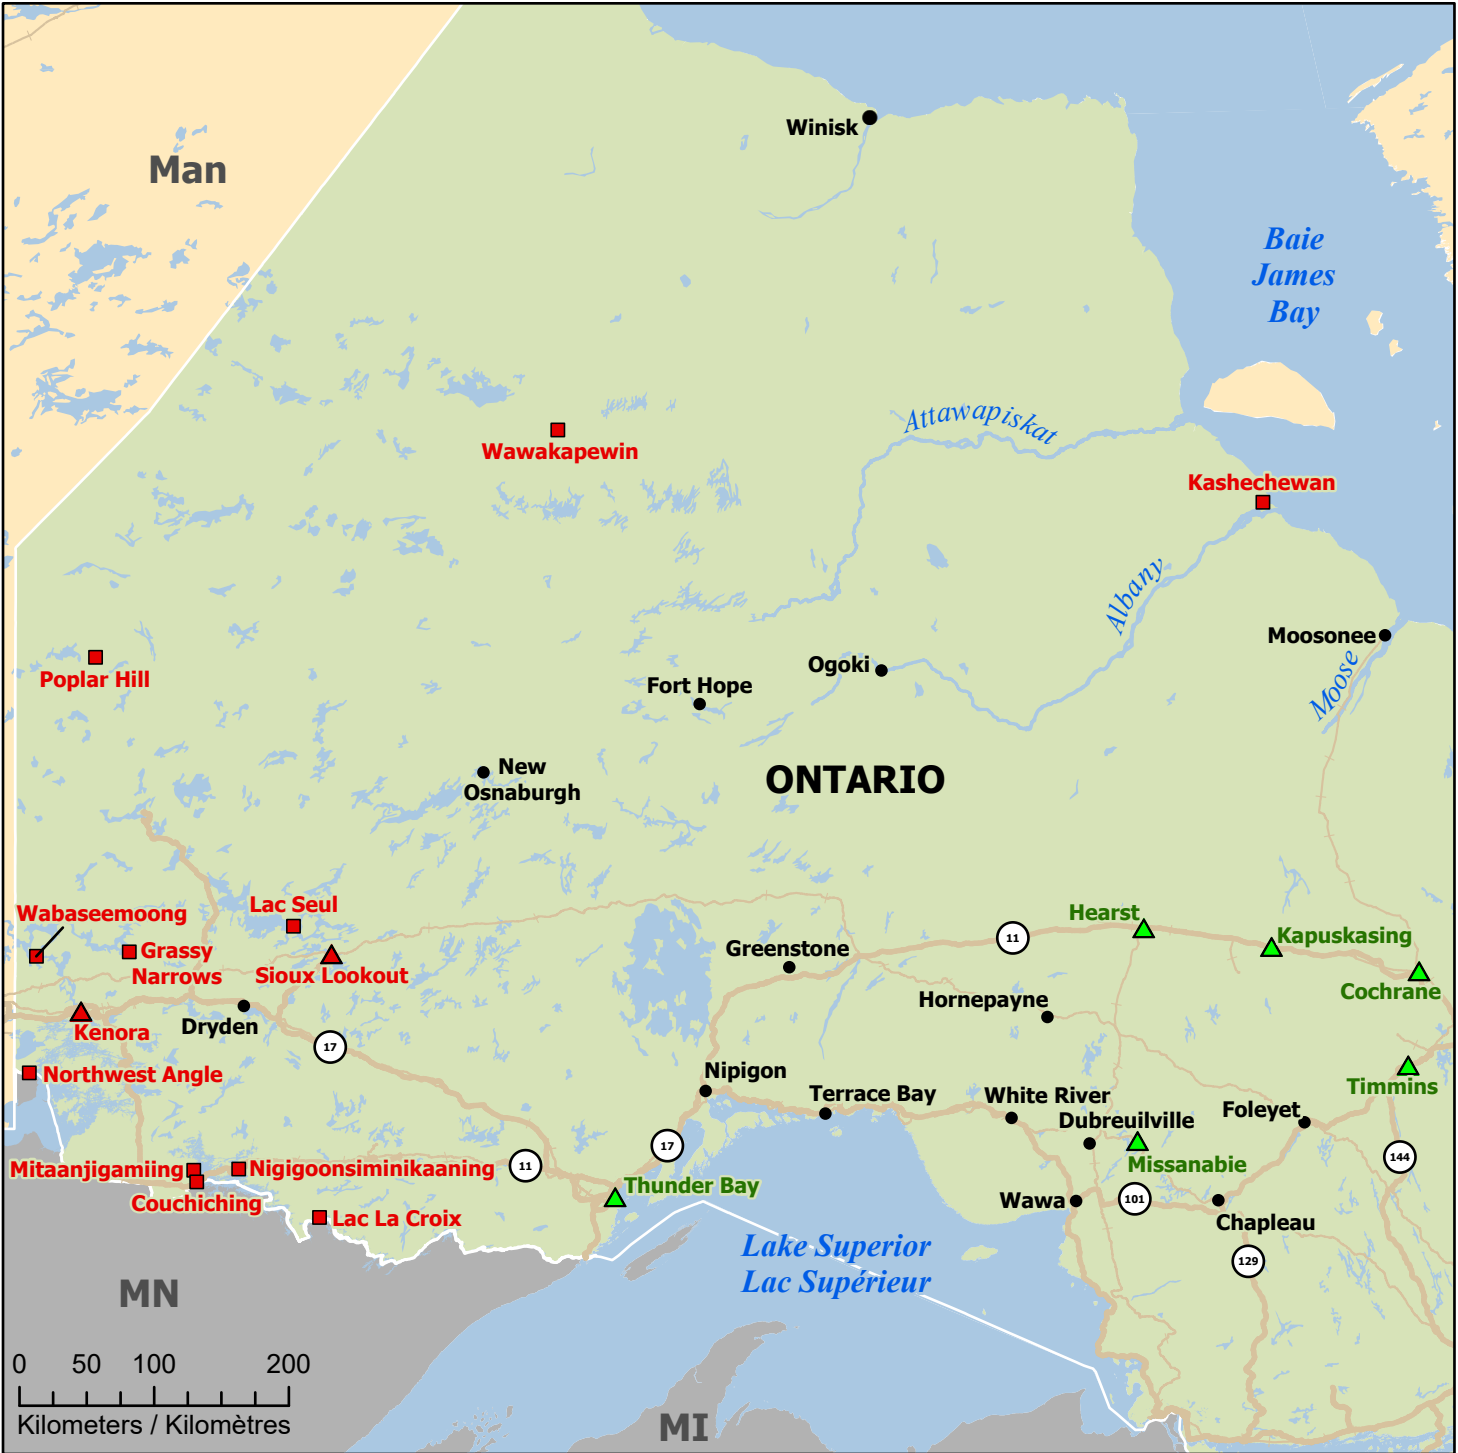 Winisk
Man
Baie
James
Bay
Attawapiskat
Wawakapewin
Kashechewan
Albany
Moosonee
Moose
Poplar Hill
Ogoki
Fort Hope
New
Osnaburgh
ONTARIO
Wabaseemoong
Lac Seul
Grassy
Narrows
Sioux Lookout
Hearst
11
Kapuskasing
Greenstone
Cochrane
Hornepayne
Kenora
Dryden
17
Northwest Angle
Nipigon
Terrace Bay
White River
Dubreuilville
Foleyet
Timmins
17
144
Mitaanjigamiing
Nigigoonsiminikaaning
11
Missanabie
Couchiching
Thunder Bay
Wawa
101
Lac La Croix
Chapleau
Lake Superior
Lac Supérieur
129
MN
0 50 100 200
Kilometers / Kilomètres
MI